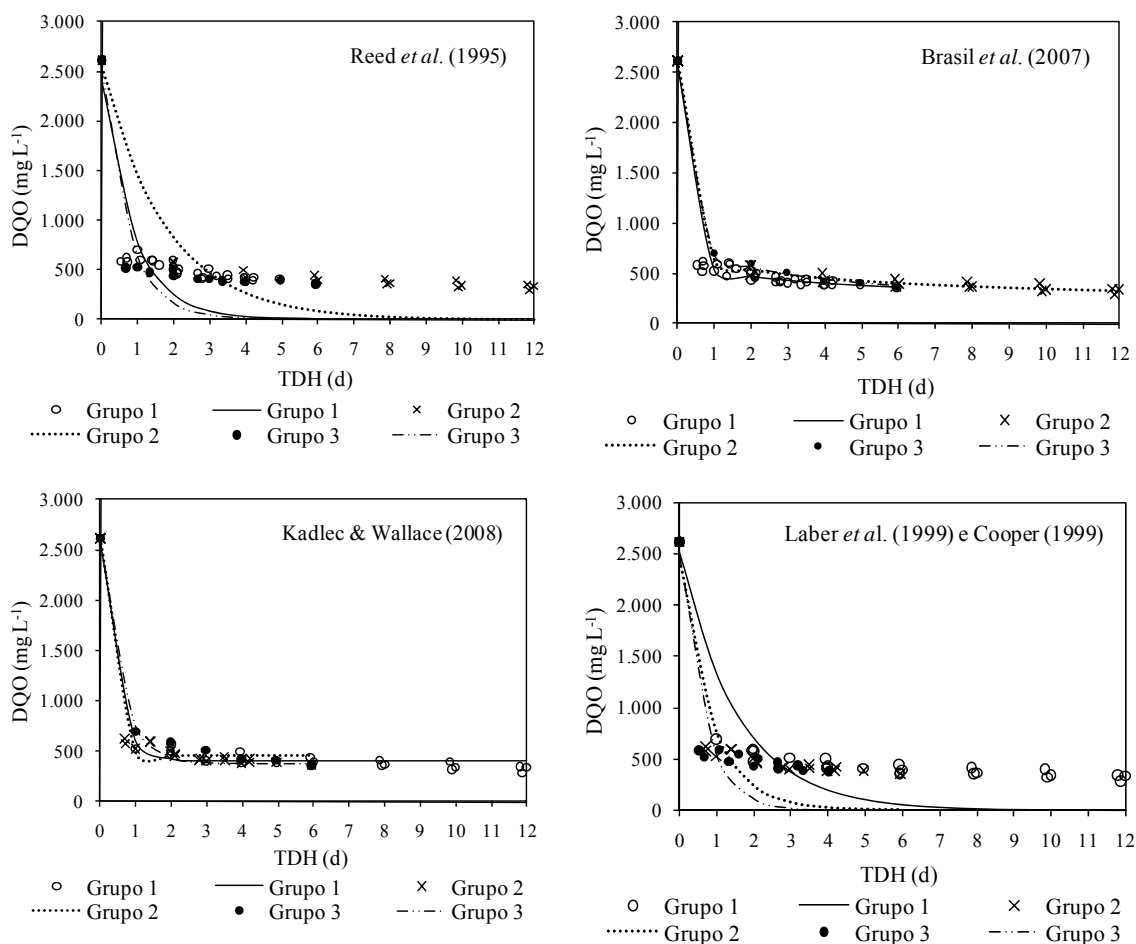 3.000
2.500
2.000
1.500
1.000
500
0
DQO (mg L-1)
Reed et al. (1995)
0 1 2 3 4 5 6 7 8 9 10 11 12
TDH (d)
Grupo 1 Grupo 1 Grupo 2
Grupo 2 Grupo 3 Grupo 3
3.000
2.500
2.000
1.500
1.000
500
0
DQO (mg L-1)
Brasil et al. (2007)
0 1 2 3 4 5 6 7 8 9 10 11 12
TDH (d)
Grupo 1 Grupo 1 Grupo 2
Grupo 2 Grupo 3 Grupo 3
3.000
2.500
2.000
1.500
1.000
500
0
DQO (mg L-1)
Kadlec & Wallace (2008)
0 1 2 3 4 5 6 7 8 9 10 11 12
TDH (d)
Grupo 1 Grupo 1 Grupo 2
Grupo 2 Grupo 3 Grupo 3
3.000
2.500
2.000
1.500
1.000
500
0
DQO (mg L-1)
Laber et al. (1999) e Cooper (1999)
0 1 2 3 4 5 6 7 8 9 10 11 12
TDH (d)
Grupo 1 Grupo 1 Grupo 2
Grupo 2 Grupo 3 Grupo 3